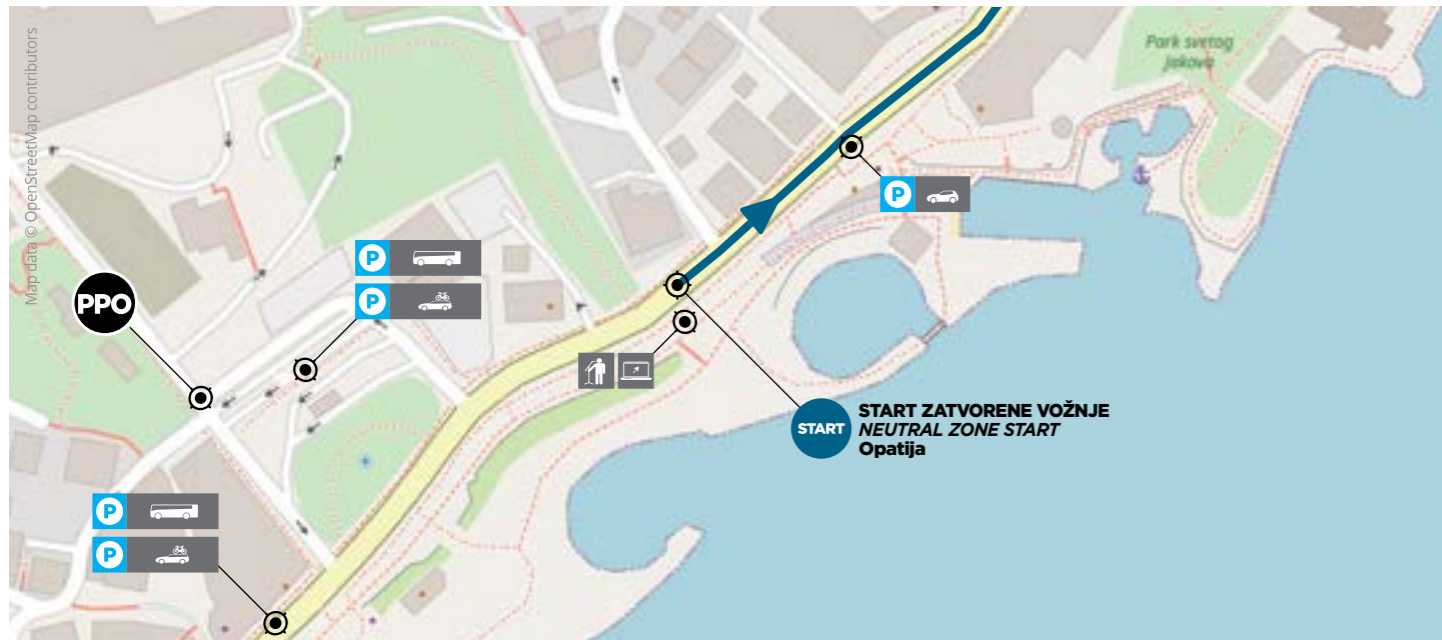 Map data © OpenStreetMap contributors
Park svetog
Jakova
P
P
P
PPO
START
START ZATVORENE VOŽNJE
NEUTRAL ZONE START
Opatija
P
P